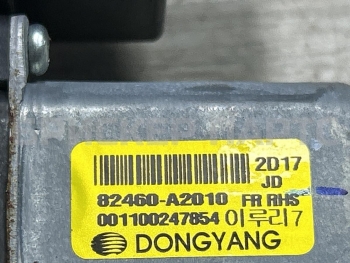 2D17
JD
82460-A2010 FR RHS
001100247854 이루리7
DONGYANG